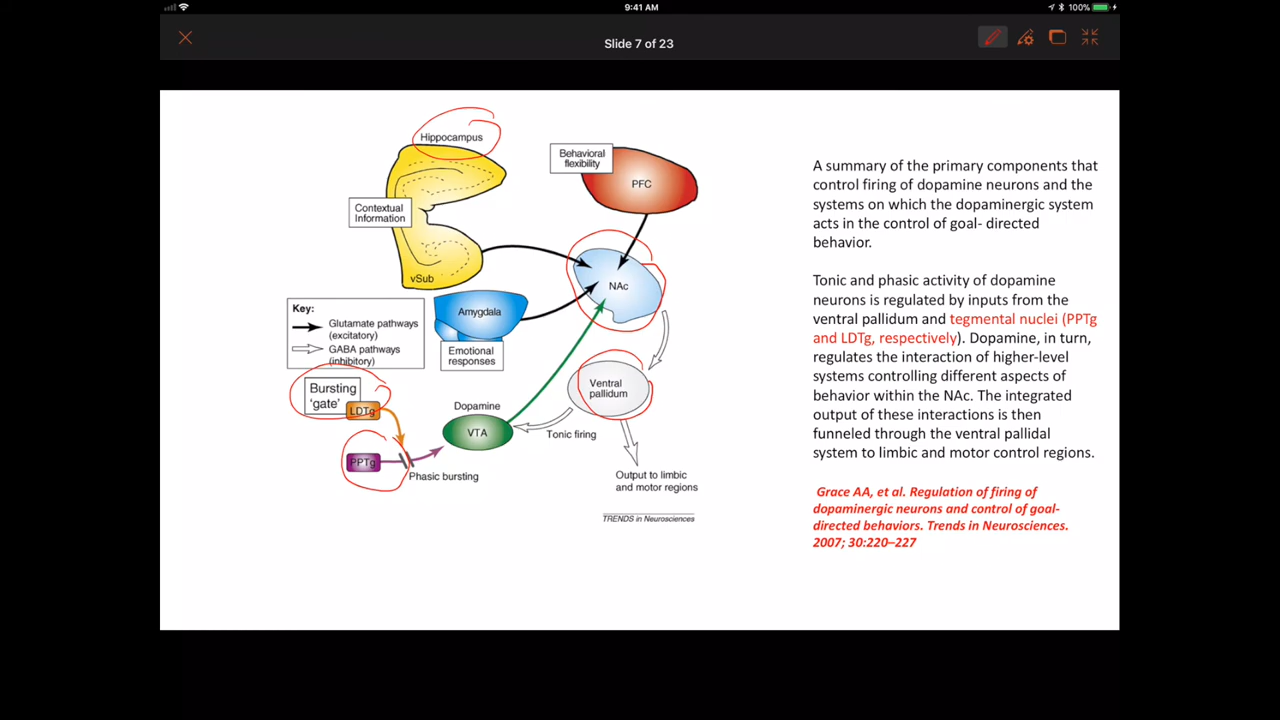 9:41 AM
100%
Slide 7 of 23
Hippocampus
Behavioral
flexibility
PFC
Contextual
Information
vSub
NAc
Key:
Glutamate pathways
(excitatory)
GABA pathways
(inhibitory)
Amygdala
Emotional
responses
Bursting
‘gate’
LDTg
Ventral
pallidum
Dopamine
VTA
Tonic firing
PPTg
Phasic bursting
Output to limbic
and motor regions
TRENDS in Neurosciences
A summary of the primary components that
control firing of dopamine neurons and the
systems on which the dopaminergic system
acts in the control of goal- directed
behavior.
Tonic and phasic activity of dopamine
neurons is regulated by inputs from the
ventral pallidum and tegmental nuclei (PPTg
and LDTg, respectively). Dopamine, in turn,
regulates the interaction of higher-level
systems controlling different aspects of
behavior within the NAc. The integrated
output of these interactions is then
funneled through the ventral pallidal
system to limbic and motor control regions.
Grace AA, et al. Regulation of firing of
dopaminergic neurons and control of goal-
directed behaviors. Trends in Neurosciences.
2007; 30:220–227